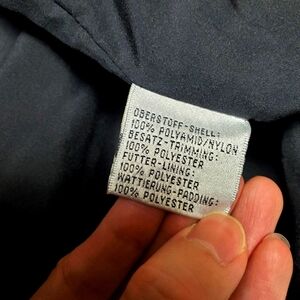 OBERSTOFF-SHELL:
100% POLYAMID/NYLON
BESATZ-TRIMMING:
100% POLYESTER
FUTTER-LINING:
100% POLYESTER
WATTIERUNG-PADDING:
100% POLYESTER